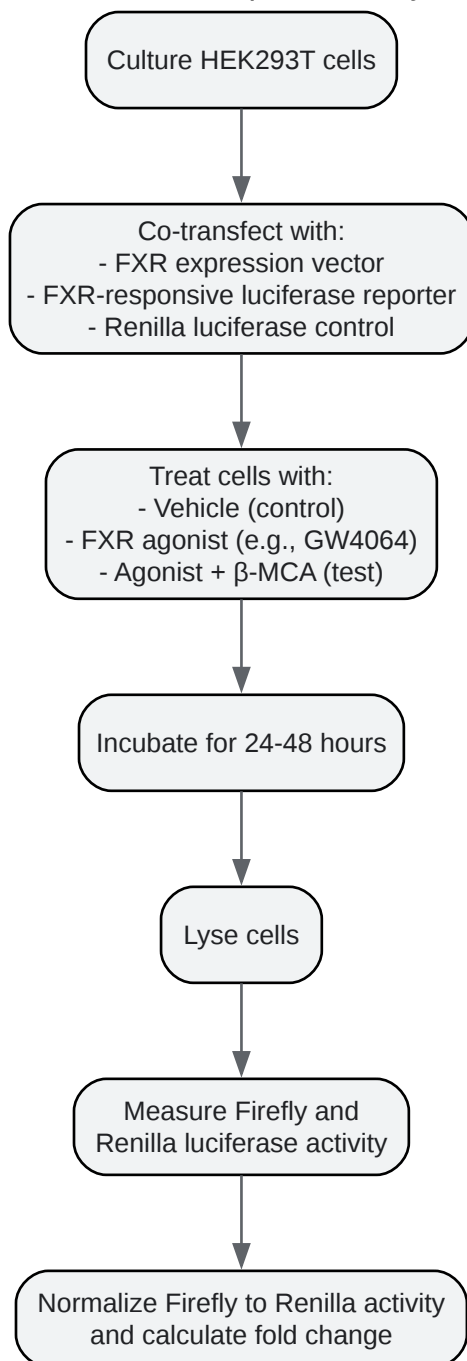 Culture HEK293T cells
Co-transfect with:
- FXR expression vector
- FXR-responsive luciferase reporter
- Renilla luciferase control
Treat cells with:
- Vehicle (control)
- FXR agonist (e.g., GW4064)
- Agonist + β-MCA (test)
Incubate for 24-48 hours
Lyse cells
Measure Firefly and
Renilla luciferase activity
Normalize Firefly to Renilla activity
and calculate fold change